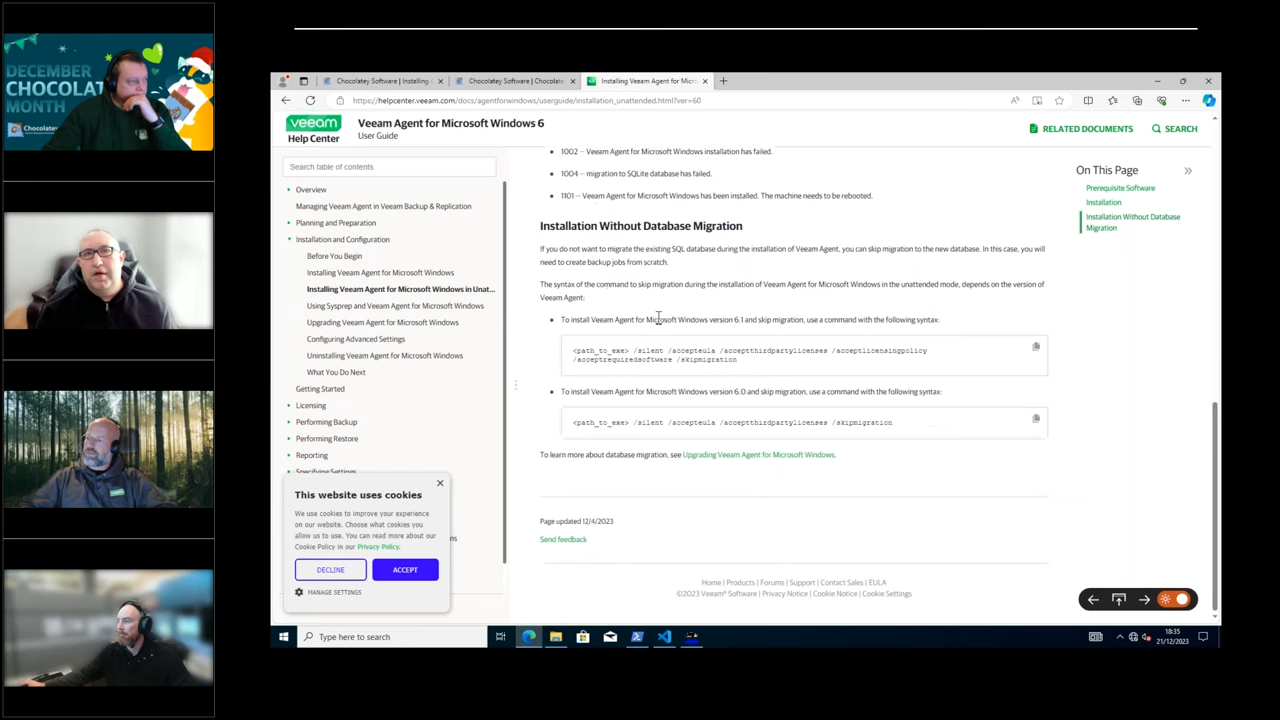 DECEMBER
CHOCOLAT
MONTH
Chocolatey
Chocolatey Software | Installing
Chocolatey Software | Chocolate
Installing Veeam Agent for Micro
https://helpcenter.veeam.com/docs/agentforwindows/userguide/installation_unattended.html?ver=60
veeam
Help Center
Veeam Agent for Microsoft Windows 6
User Guide
RELATED DOCUMENTS
SEARCH
Search table of contents
Overview
Managing Veeam Agent in Veeam Backup & Replication
Planning and Preparation
Installation and Configuration
Before You Begin
Installing Veeam Agent for Microsoft Windows
Installing Veeam Agent for Microsoft Windows in Unat...
Using Sysprep and Veeam Agent for Microsoft Windows
Upgrading Veeam Agent for Microsoft Windows
Configuring Advanced Settings
Uninstalling Veeam Agent for Microsoft Windows
What You Do Next
Getting Started
Licensing
Performing Backup
Performing Restore
Reporting
Specifying Settings
ns
This website uses cookies
We use cookies to improve your experience
on our website. Choose what cookies you
allow us to use. You can read more about our
Cookie Policy in our Privacy Policy.
DECLINE
ACCEPT
MANAGE SETTINGS
• 1002 — Veeam Agent for Microsoft Windows installation has failed.
• 1004 — migration to SQLite database has failed.
• 1101 — Veeam Agent for Microsoft Windows has been installed. The machine needs to be rebooted.
Installation Without Database Migration
If you do not want to migrate the existing SQL database during the installation of Veeam Agent, you can skip migration to the new database. In this case, you will
need to create backup jobs from scratch.
The syntax of the command to skip migration during the installation of Veeam Agent for Microsoft Windows in the unattended mode, depends on the version of
Veeam Agent:
• To install Veeam Agent for Microsoft Windows version 6.1 and skip migration, use a command with the following syntax:
<path_to_exe> /silent /accepteula /acceptthirdpartylicenses /acceptlicensingpolicy
/acceptrequiredsoftware /skipmigration
• To install Veeam Agent for Microsoft Windows version 6.0 and skip migration, use a command with the following syntax:
<path_to_exe> /silent /accepteula /acceptthirdpartylicenses /skipmigration
To learn more about database migration, see Upgrading Veeam Agent for Microsoft Windows.
Page updated 12/4/2023
Send feedback
Home | Products | Forums | Support | Contact Sales | EULA
©2023 Veeam® Software | Privacy Notice | Cookie Notice | Cookie Settings
On This Page
Prerequisite Software
Installation
Installation Without Database
Migration
Type here to search
18:35
21/12/2023